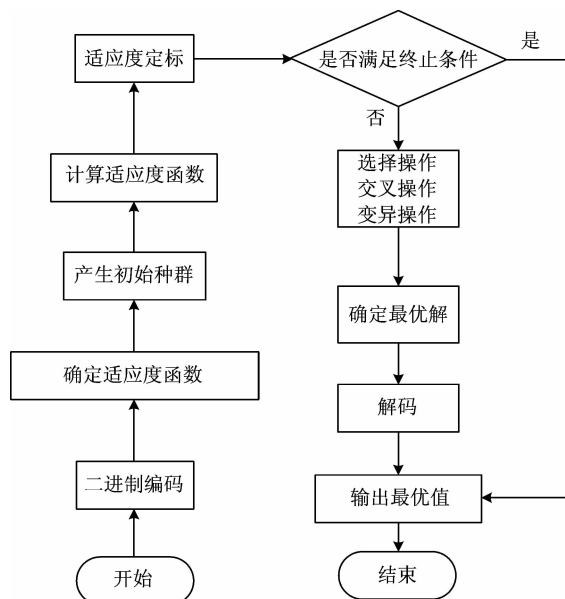 开始
二进制编码
确定适应度函数
产生初始种群
计算适应度函数
适应度定标
是否满足终止条件
是
否
选择操作
交叉操作
变异操作
确定最优解
解码
输出最优值
结束